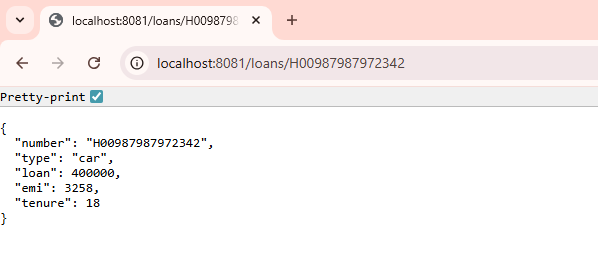 localhost:8081/loans/H00987987
localhost:8081/loans/H00987987972342
Pretty-print
{
"number": "H00987987972342",
"type": "car",
"loan": 400000,
"emi": 3258,
"tenure": 18
}